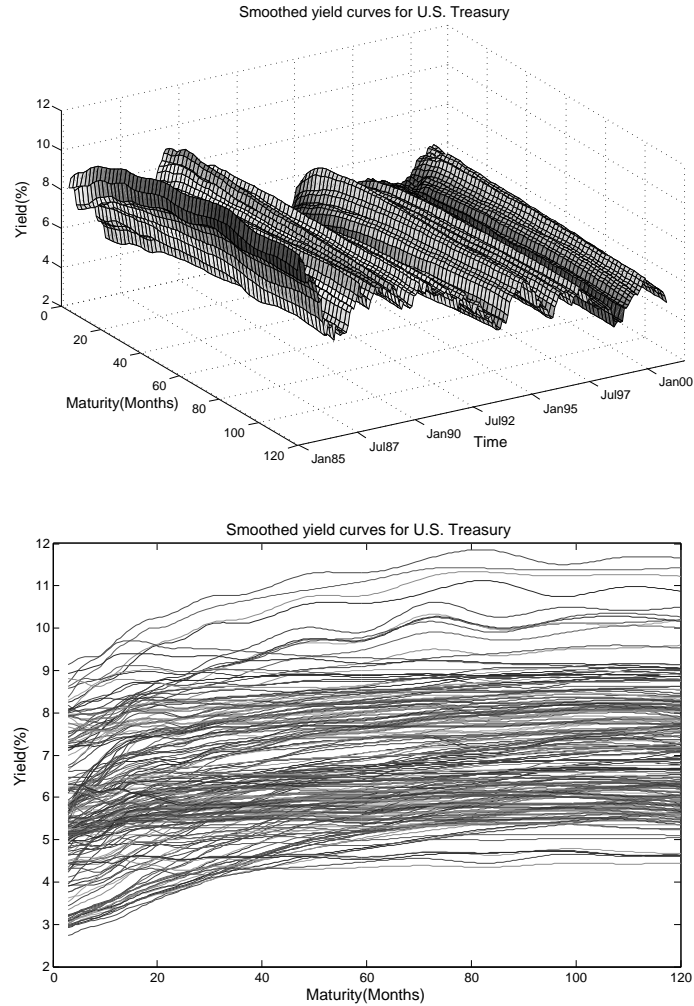 Smoothed yield curves for U.S. Treasury
12
10
8
6
4
2
Yield(%)
0
20
40
60
80
100
120
Maturity(Months)
Jan85
Jul87
Jan90
Jul92
Jan95
Jul97
Jan00
Time
Smoothed yield curves for U.S. Treasury
12
11
10
9
8
7
6
5
4
3
2
Yield(%)
0
20
40
60
80
100
120
Maturity(Months)